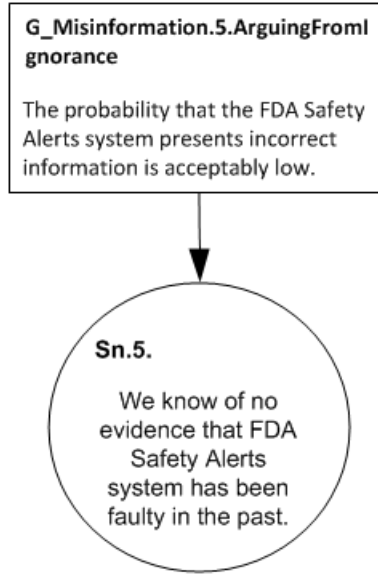 G_Misinformation.5.ArguingFromI
gnorance
The probability that the FDA Safety
Alerts system presents incorrect
information is acceptably low.
Sn.5.
We know of no
evidence that FDA
Safety Alerts
system has been
faulty in the past.